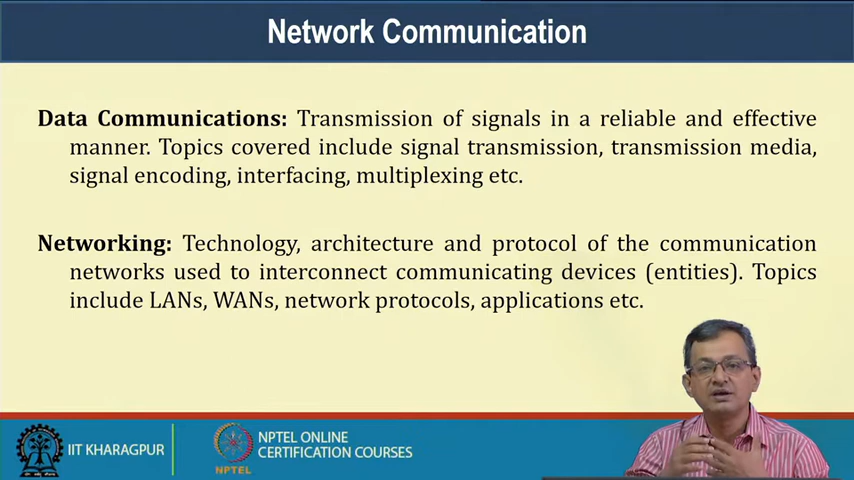 Network Communication
Data Communications: Transmission of signals in a reliable and effective
manner. Topics covered include signal transmission, transmission media,
signal encoding, interfacing, multiplexing etc.
Networking: Technology, architecture and protocol of the communication
networks used to interconnect communicating devices (entities). Topics
include LANs, WANs, network protocols, applications etc.
IIT KHARAGPUR
NPTEL
NPTEL ONLINE
CERTIFICATION COURSES